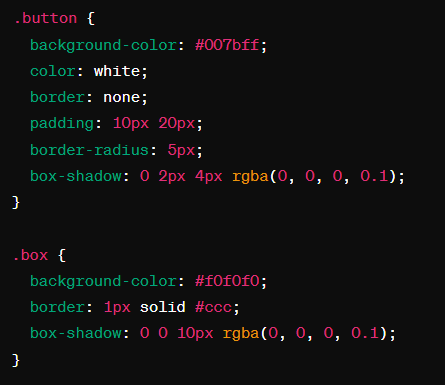 .button {
  background-color: #007bff;
  color: white;
  border: none;
  padding: 10px 20px;
  border-radius: 5px;
  box-shadow: 0 2px 4px rgba(0, 0, 0, 0.1);
}

.box {
  background-color: #f0f0f0;
  border: 1px solid #ccc;
  box-shadow: 0 0 10px rgba(0, 0, 0, 0.1);
}